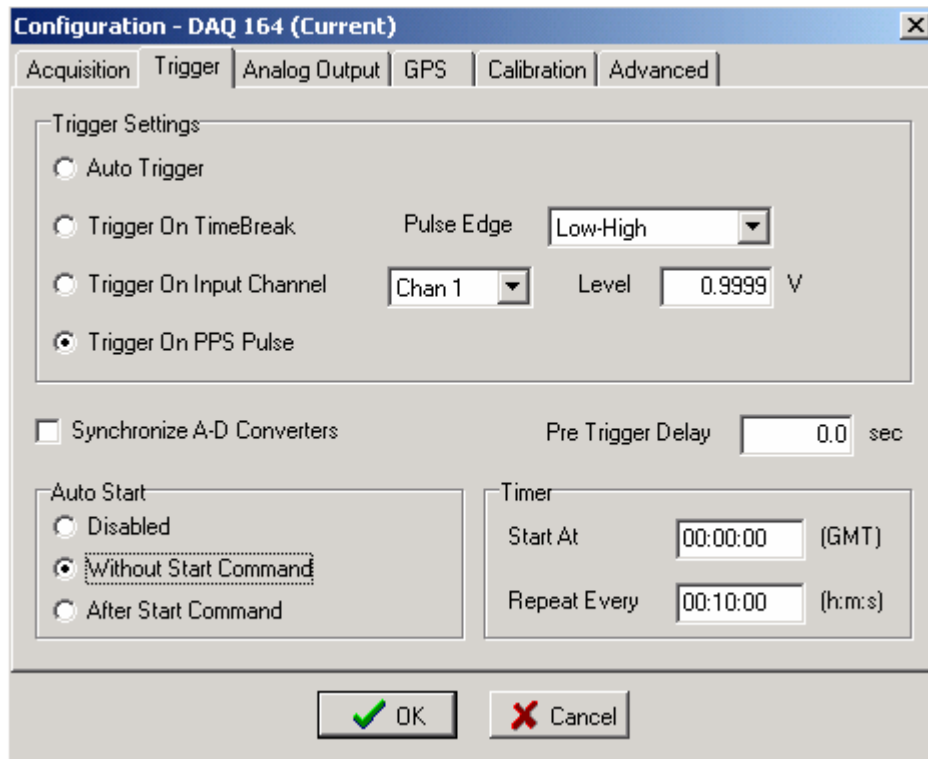 Configuration - DAQ 164 (Current)
Acquisition Trigger Analog Output GPS Calibration Advanced
Trigger Settings
Auto Trigger
Trigger On TimeBreak Pulse Edge Low-High
Trigger On Input Channel Chan 1 Level 0.9999 V
Trigger On PPS Pulse
Synchronize A-D Converters Pre Trigger Delay 0.0 sec
Auto Start
Disabled
Without Start Command
After Start Command
Timer
Start At 00:00:00 (GMT)
Repeat Every 00:10:00 (h:m:s)
OK Cancel